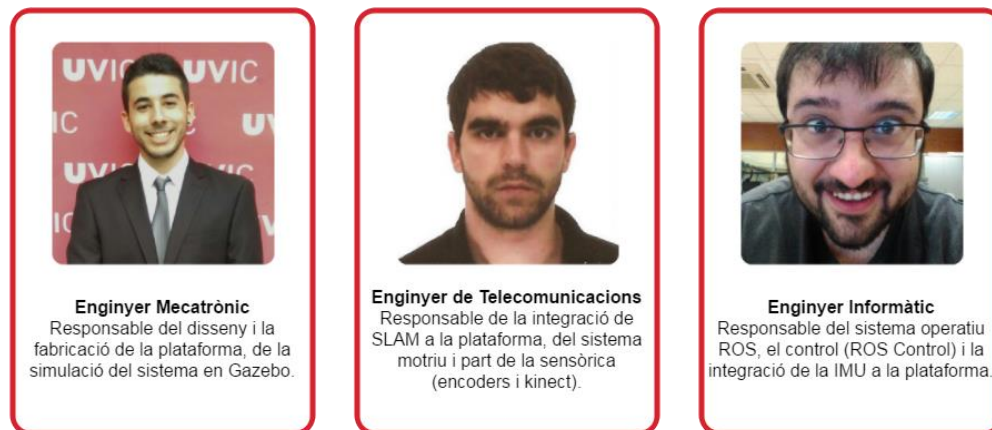 UVIC UVIC
IC UV
UVIC
IC UV
Enginyer Mecatrònic
Responsable del disseny i la
fabricació de la plataforma, de la
simulació del sistema en Gazebo.
Enginyer de Telecomunicacions
Responsable de la integració de
SLAM a la plataforma, del sistema
motriu i part de la sensòrica
(encoders i kinect).
Enginyer Informàtic
Responsable del sistema operatiu
ROS, el control (ROS Control) i la
integració de la IMU a la plataforma.